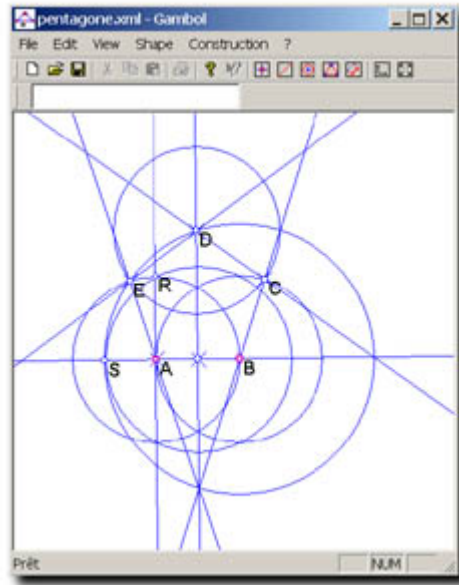 pentagone.xml - Gambol
File Edit View Shape Construction ?
D
E R C
S A B
Prêt NUM